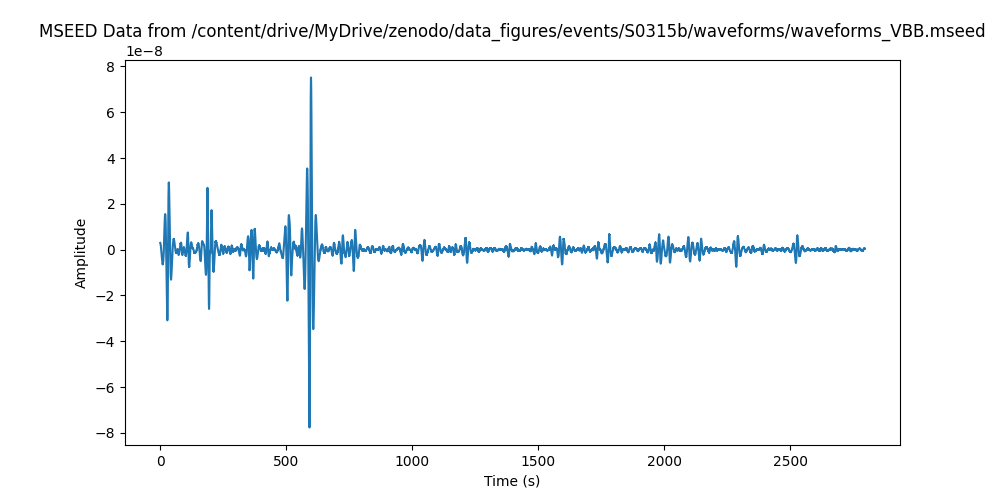 MSEED Data from /content/drive/MyDrive/zenodo/data_figures/events/S0315b/waveforms/waveforms_VBB.mseed
1e−8
8
6
4
2
0
−2
−4
−6
−8
Amplitude
0 500 1000 1500 2000 2500
Time (s)